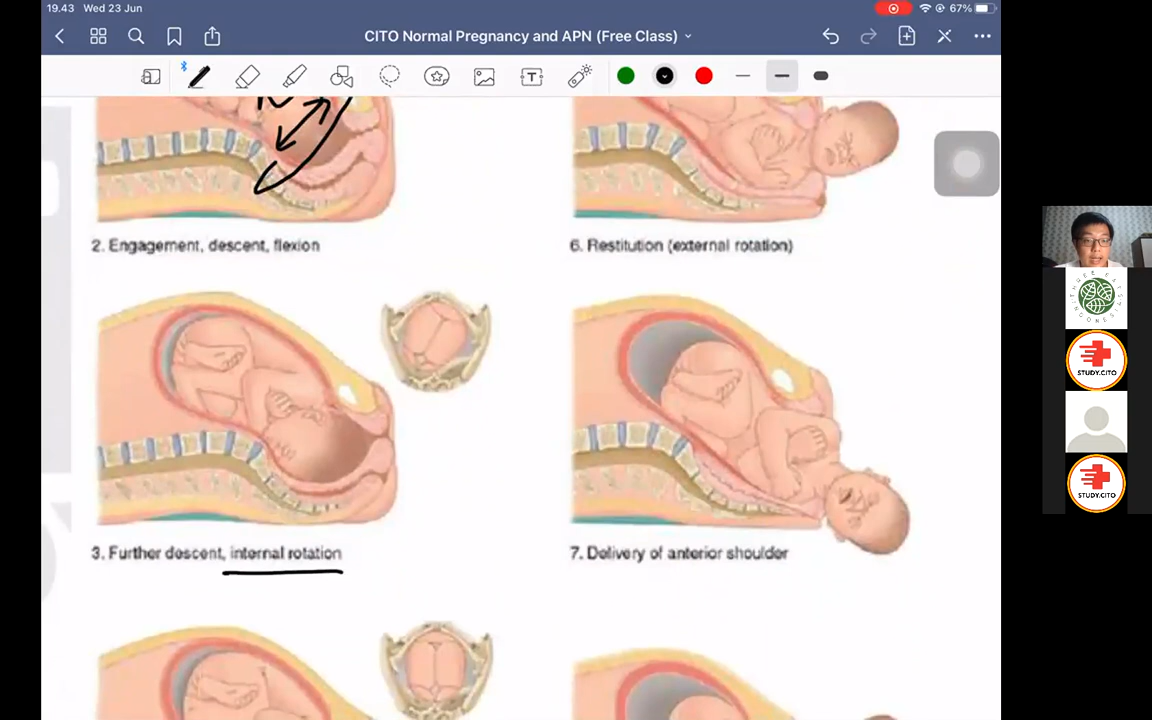 19.43 Wed 23 Jun
67%
CITO Normal Pregnancy and APN (Free Class)
T
2. Engagement, descent, flexion
6. Restitution (external rotation)
3. Further descent, internal rotation
7. Delivery of anterior shoulder
STUDY.CITO
STUDY.CITO